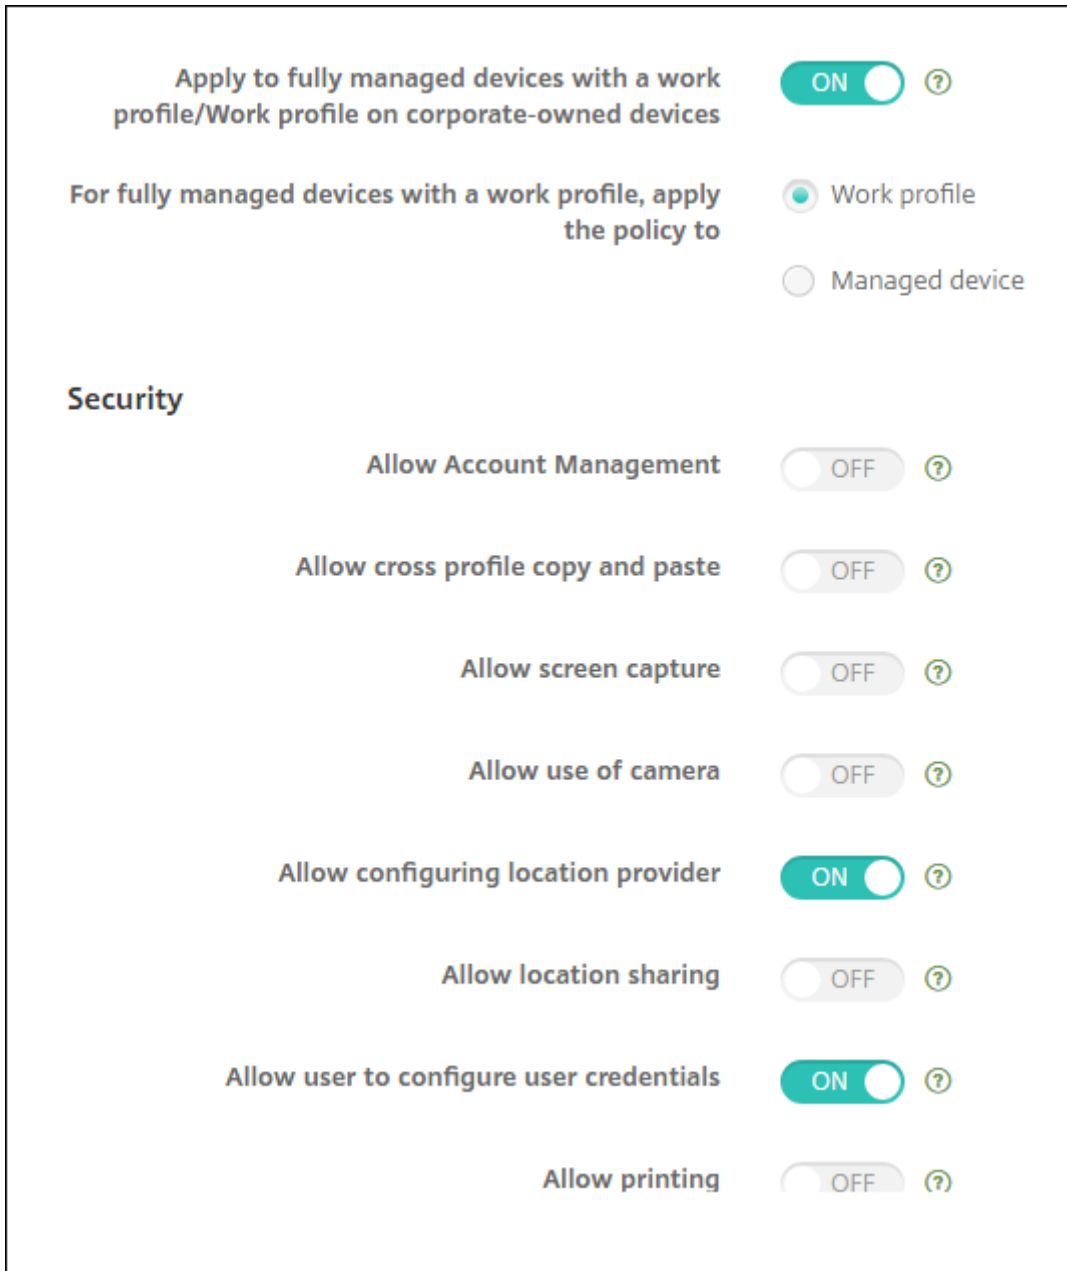 Apply to fully managed devices with a work
profile/Work profile on corporate-owned devices
ON
?
For fully managed devices with a work profile, apply
the policy to
Work profile
Managed device
Security
Allow Account Management
OFF
?
Allow cross profile copy and paste
OFF
?
Allow screen capture
OFF
?
Allow use of camera
OFF
?
Allow configuring location provider
ON
?
Allow location sharing
OFF
?
Allow user to configure user credentials
ON
?
Allow printing
OFF
?